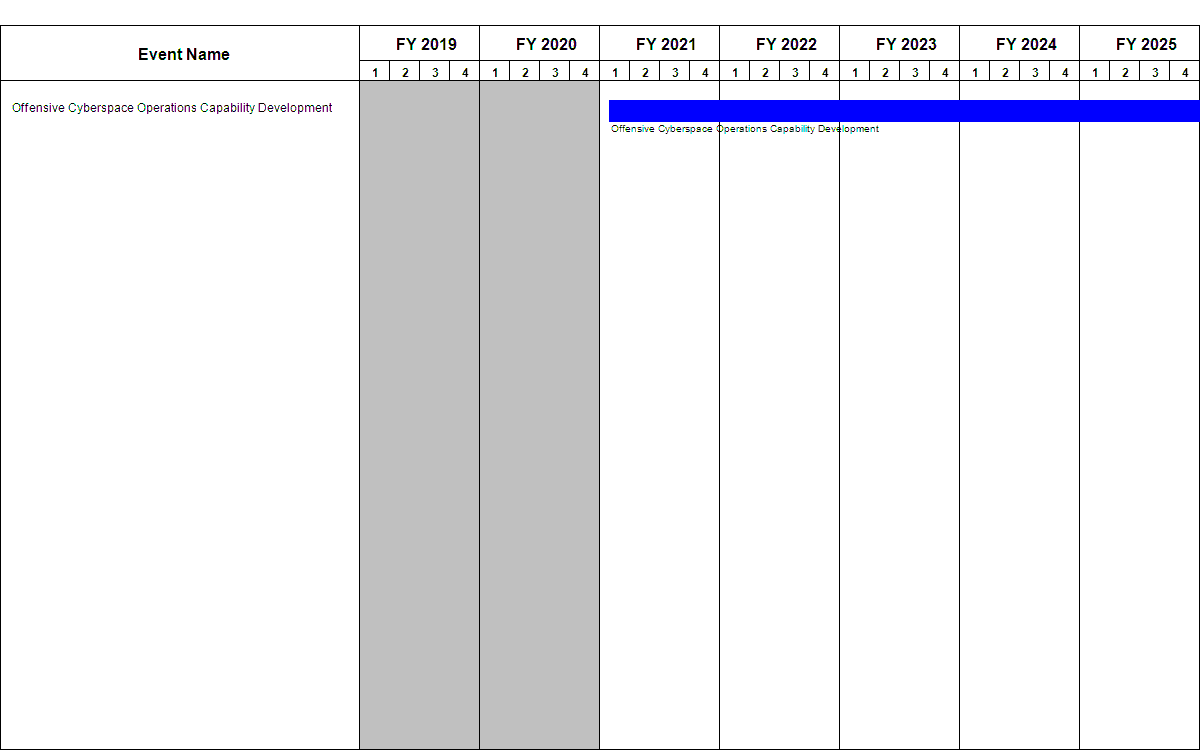 Event Name
FY 2019 FY 2020 FY 2021 FY 2022 FY 2023 FY 2024 FY 2025
1 2 3 4 1 2 3 4 1 2 3 4 1 2 3 4 1 2 3 4 1 2 3 4 1 2 3 4
Offensive Cyberspace Operations Capability Development
Offensive Cyberspace Operations Capability Development